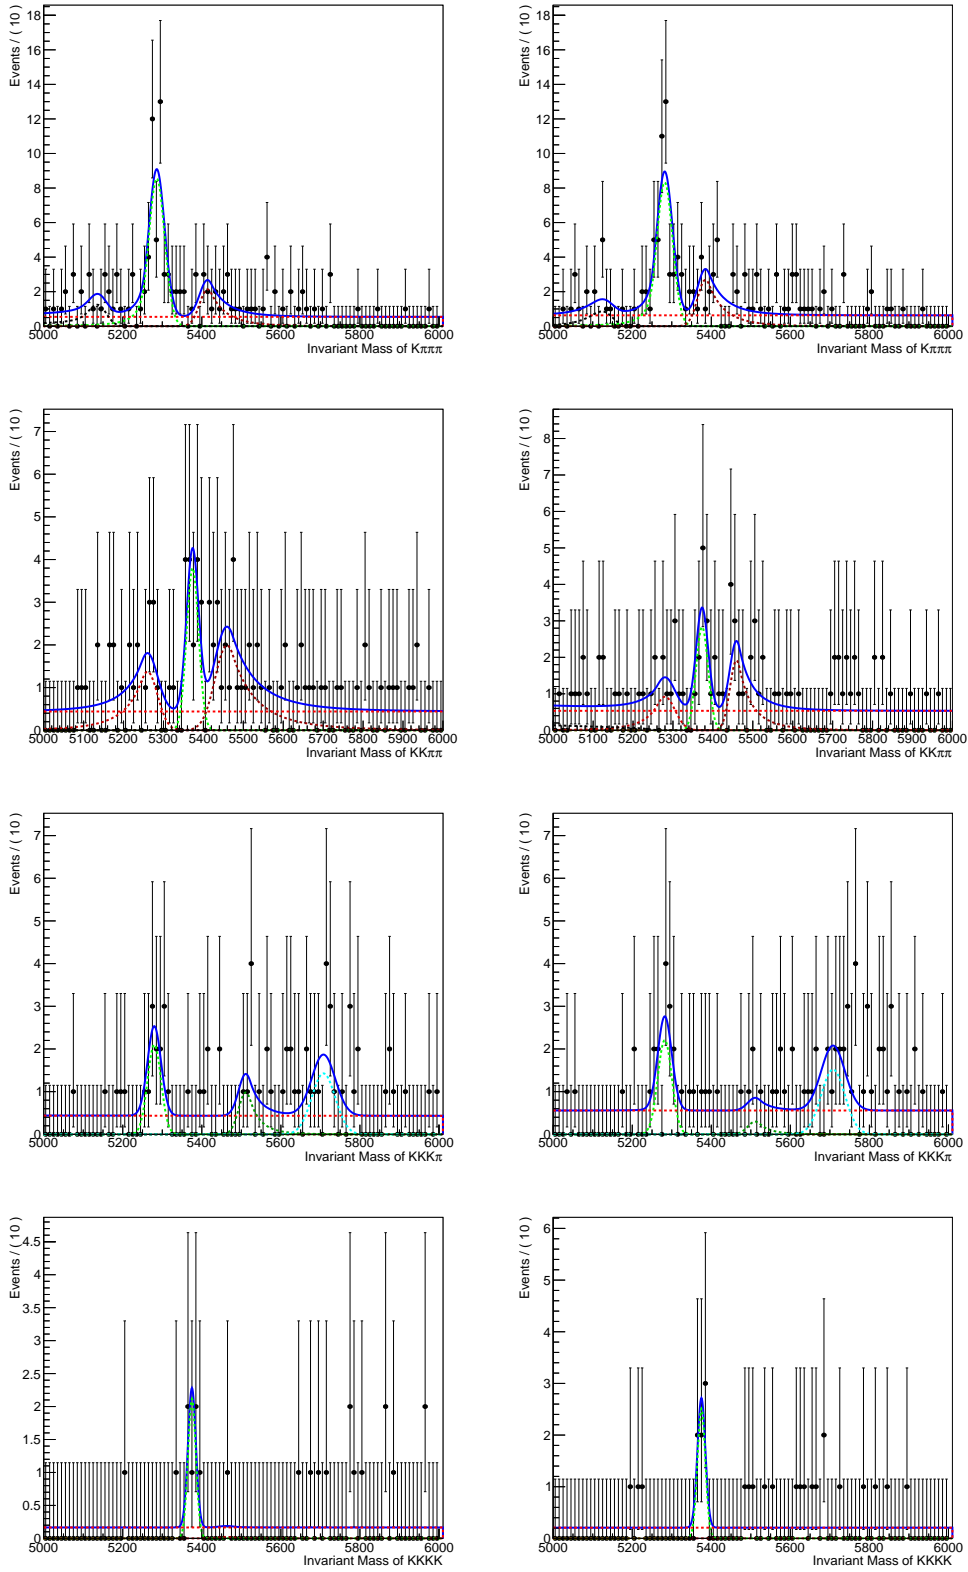 Events / ( 10 )
18
16
14
12
10
8
6
4
2
0
5000 5200 5400 5600 5800 6000
Invariant Mass of Kπππ
Events / ( 10 )
18
16
14
12
10
8
6
4
2
0
5000 5200 5400 5600 5800 6000
Invariant Mass of Kπππ
Events / ( 10 )
7
6
5
4
3
2
1
0
5000 5100 5200 5300 5400 5500 5600 5700 5800 5900 6000
Invariant Mass of KKππ
Events / ( 10 )
8
7
6
5
4
3
2
1
0
5000 5100 5200 5300 5400 5500 5600 5700 5800 5900 6000
Invariant Mass of KKππ
Events / ( 10 )
7
6
5
4
3
2
1
0
5000 5200 5400 5600 5800 6000
Invariant Mass of KKKπ
Events / ( 10 )
7
6
5
4
3
2
1
0
5000 5200 5400 5600 5800 6000
Invariant Mass of KKKπ
Events / ( 10 )
4.5
4
3.5
3
2.5
2
1.5
1
0.5
0
5000 5200 5400 5600 5800 6000
Invariant Mass of KKKK
Events / ( 10 )
6
5
4
3
2
1
0
5000 5200 5400 5600 5800 6000
Invariant Mass of KKKK